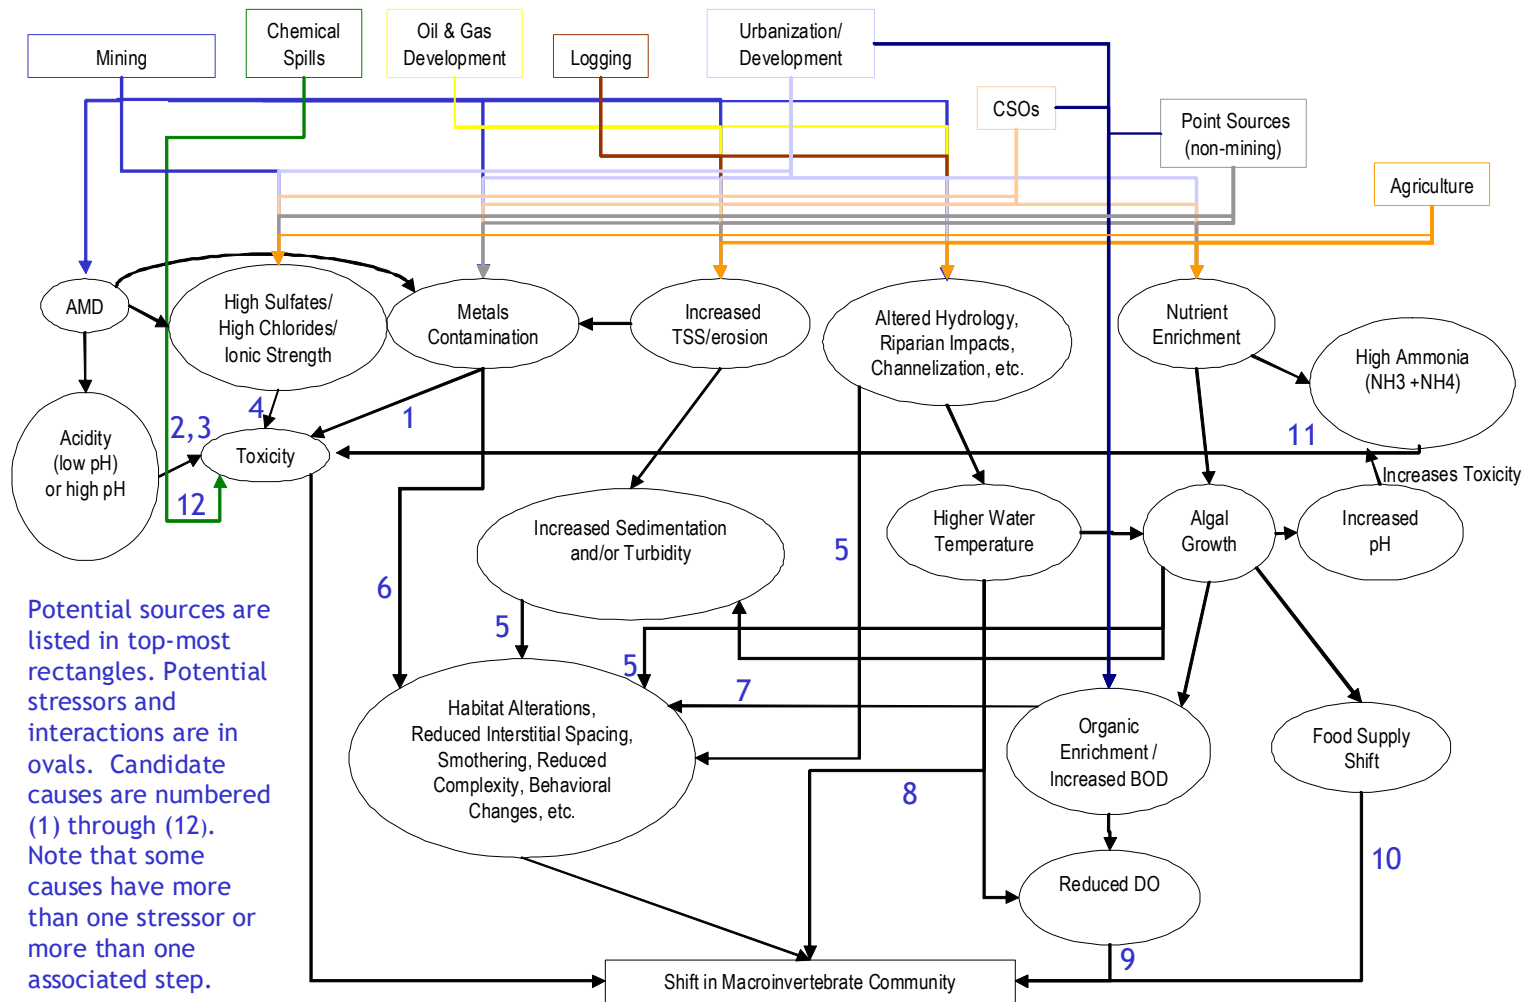 Mining
Chemical
Spills
Oil & Gas
Development
Logging
Urbanization/
Development
CSOs
Point Sources
(non-mining)
Agriculture
AMD
High Sulfates/
High Chlorides/
Ionic Strength
Metals
Contamination
Increased
TSS/erosion
Altered Hydrology,
Riparian Impacts,
Channelization, etc.
Nutrient
Enrichment
High Ammonia
(NH3 +NH4)
Acidity
(low pH)
or high pH
2,3
4
1
Toxicity
12
11
Increases Toxicity
Increased Sedimentation
and/or Turbidity
Higher Water
Temperature
Algal
Growth
Increased
pH
5
6
5
5
7
8
Potential sources are
listed in top-most
rectangles. Potential
stressors and
interactions are in
ovals. Candidate
causes are numbered
(1) through (12).
Note that some
causes have more
than one stressor or
more than one
associated step.
Habitat Alterations,
Reduced Interstitial Spacing,
Smothering, Reduced
Complexity, Behavioral
Changes, etc.
Organic
Enrichment /
Increased BOD
Food Supply
Shift
Reduced DO
10
9
Shift in Macroinvertebrate Community